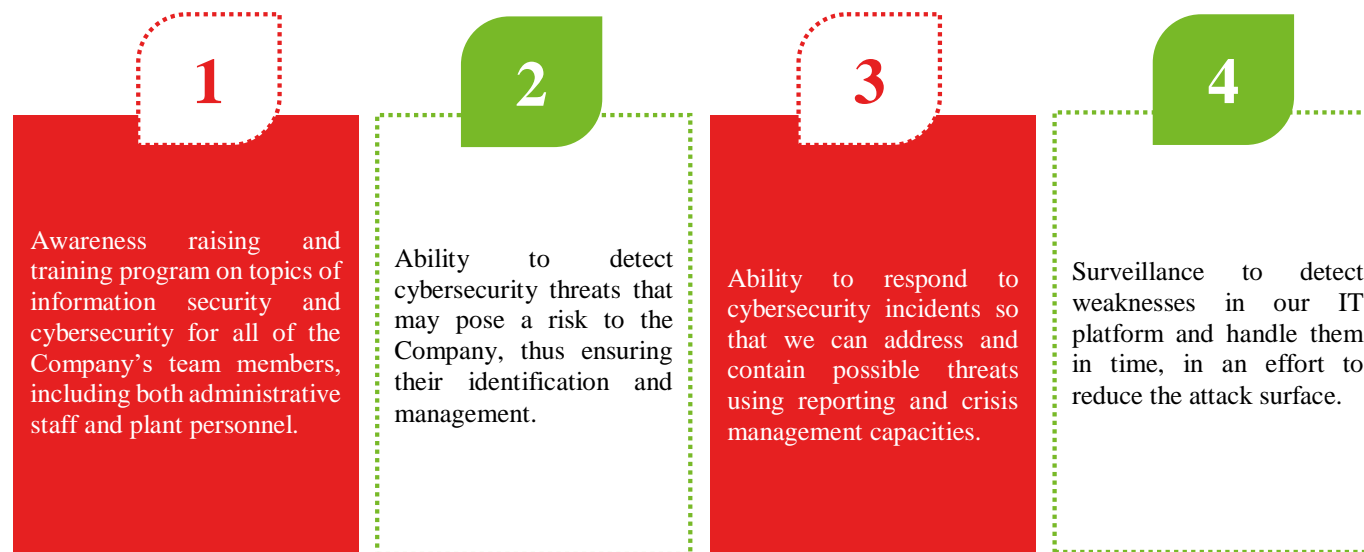 1
Awareness raising and
training program on topics of
information security and
cybersecurity for all of the
Company’s team members,
including both administrative
staff and plant personnel.
2
Ability to detect
cybersecurity threats that
may pose a risk to the
Company, thus ensuring
their identification and
management.
3
Ability to respond to
cybersecurity incidents so
that we can address and
contain possible threats
using reporting and crisis
management capacities.
4
Surveillance to detect
weaknesses in our IT
platform and handle them
in time, in an effort to
reduce the attack surface.